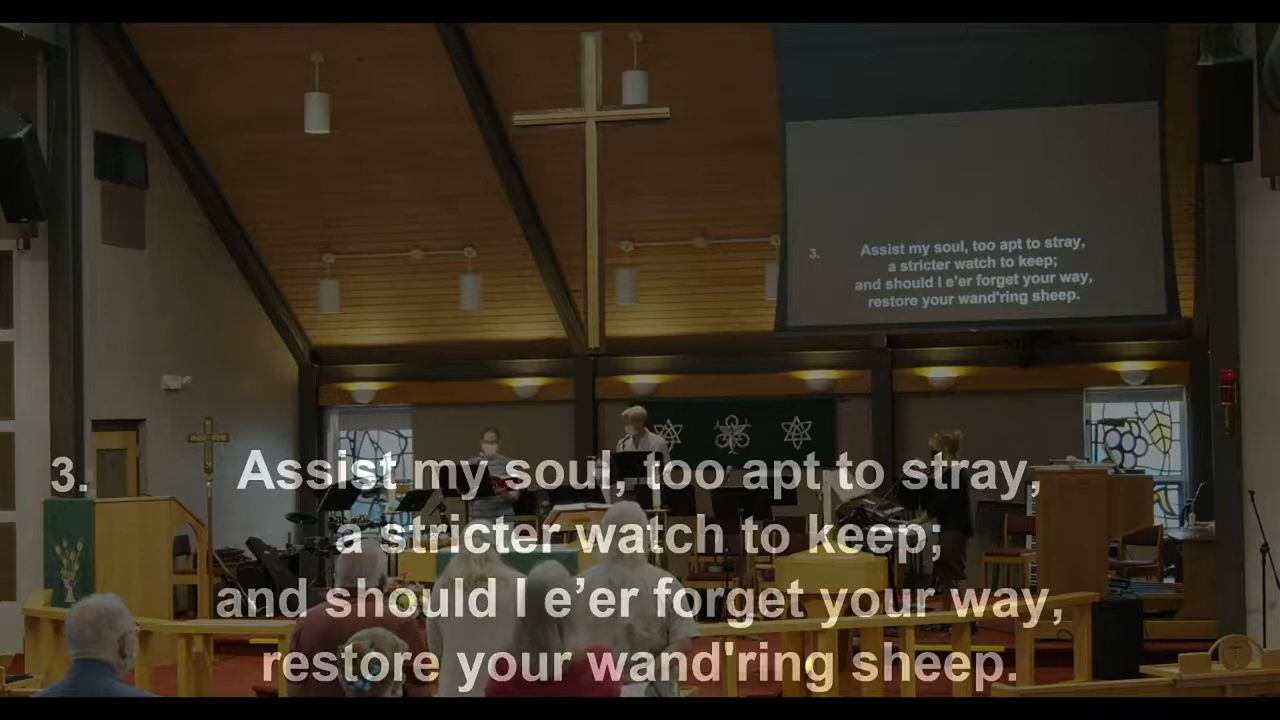 3. Assist my soul, too apt to stray,
a stricter watch to keep;
and should I e'er forget your way,
restore your wand'ring sheep.
3. Assist my soul, too apt to stray,
a stricter watch to keep;
and should I e’er forget your way,
restore your wand'ring sheep.